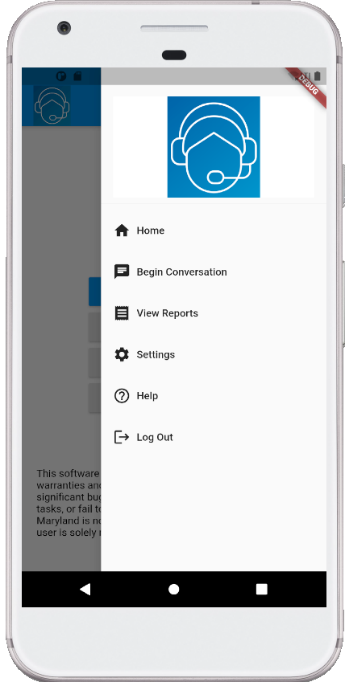 DEBUG
Home
Begin Conversation
View Reports
Settings
Help
Log Out
This software
warranties and
significant bug
tasks, or fail to
Maryland is no
user is solely